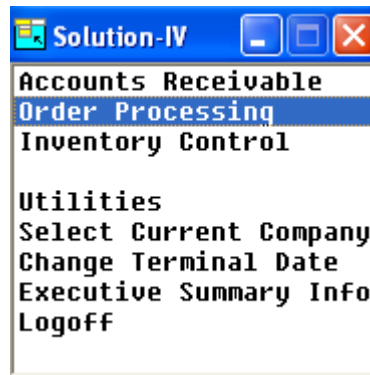 Solution-IV
Accounts Receivable
Order Processing
Inventory Control
Utilities
Select Current Company
Change Terminal Date
Executive Summary Info
Logoff